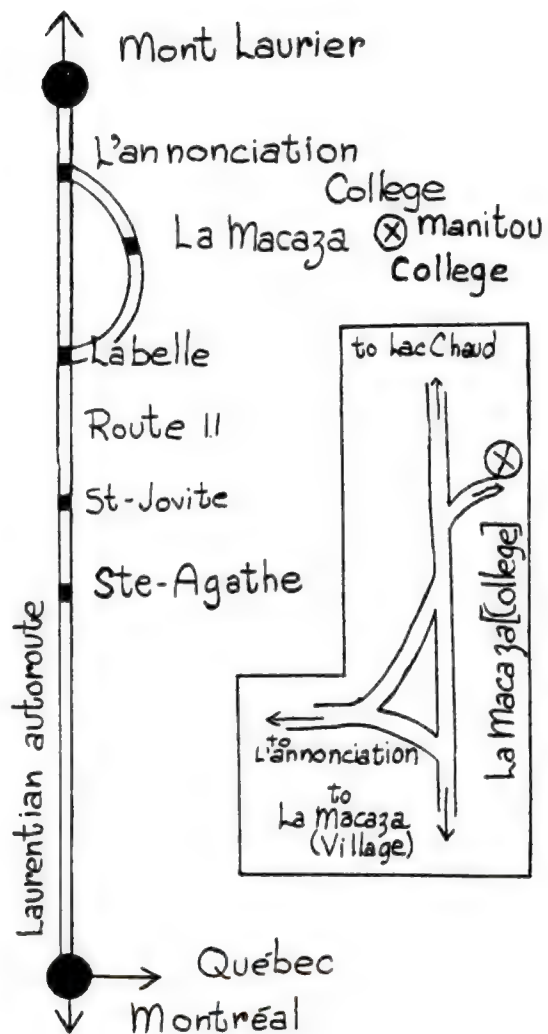 Mont Laurier
L'annonciation
College
La Macaza
Manitou
College
Labelle
Route 11
St-Jovite
Ste-Agathe
Laurentian autoroute
Québec
Montréal
to Lac Chaud
La Macaza [College]
to
L'annonciation
to
La Macaza
(Village)